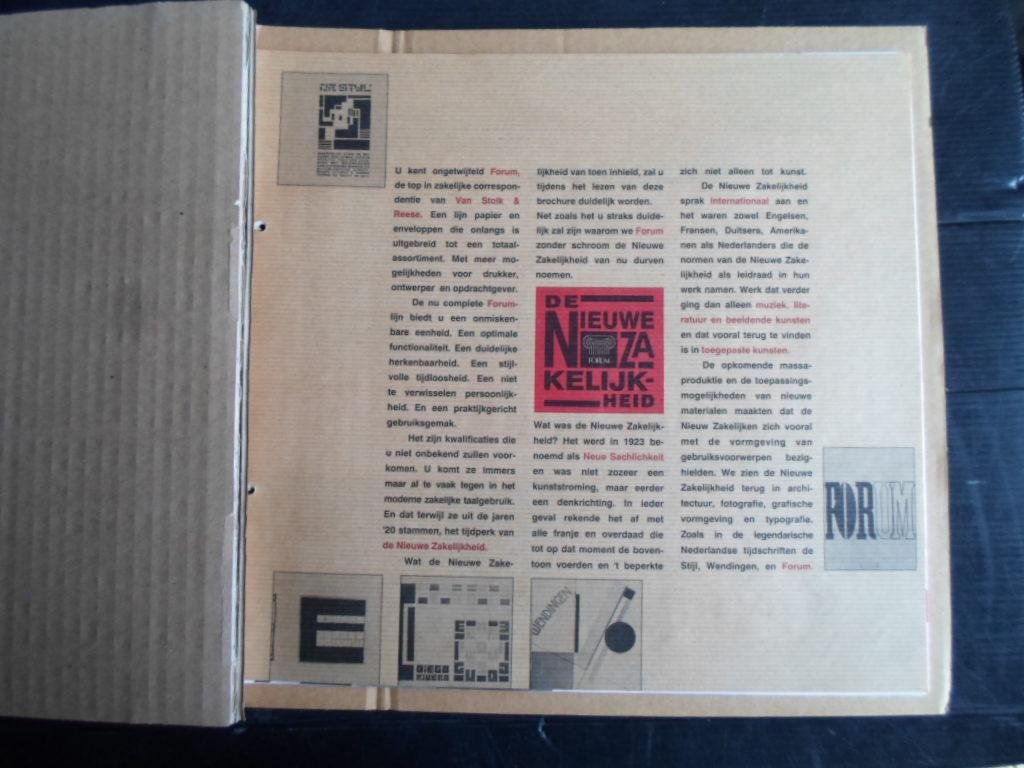 DE STIJL
U kent ongetwijfeld Forum,
de top in zakelijke correspon-
dentie van Van Stolk &
Reese. Een lijn papier en
enveloppen die onlangs is
uitgebreid tot een totaal-
assortiment. Met meer mo-
gelijkheden voor drukker,
ontwerper en opdrachtgever.
De nu complete Forum-
lijn biedt u een onmisken-
bare eenheid. Een optimale
functionaliteit. Een duidelijke
herkenbaarheid. Een stijl-
volle tijdloosheid. Een niet
te verwisselen persoonlijk-
heid. En een praktijkgericht
gebruiksgemak.
Het zijn kwalificaties die
u niet onbekend zullen voor-
komen. U komt ze immers
maar al te vaak tegen in het
moderne zakelijke taalgebruik.
En dat terwijl ze uit de jaren
'20 stammen, het tijdperk van
de Nieuwe Zakelijkheid.
Wat de Nieuwe Zake-
lijkheid van toen inhield, zal u
tijdens het lezen van deze
brochure duidelijk worden.
Net zoals het u straks duide-
lijk zal zijn waarom we Forum
zonder schroom de Nieuwe
Zakelijkheid van nu durven
noemen.
DE
NIEUWE
FORUM
ZA
KELIJK-
HEID
Wat was de Nieuwe Zakelijk-
heid? Het werd in 1923 be-
noemd als Neue Sachlichkeit
en was niet zozeer een
kunststroming, maar eerder
een denkrichting. In ieder
geval rekende het af met
alle franje en overdaad die
tot op dat moment de boven-
toon voerden en 't beperkte
zich niet alleen tot kunst.
De Nieuwe Zakelijkheid
sprak internationaal aan en
het waren zowel Engelsen,
Fransen, Duitsers, Amerika-
nen als Nederlanders die de
normen van de Nieuwe Zake-
lijkheid als leidraad in hun
werk namen. Werk dat verder
ging dan alleen muziek, lite-
ratuur en beeldende kunsten
en dat vooral terug te vinden
is in toegepaste kunsten.
De opkomende massa-
produktie en de toepassings-
mogelijkheden van nieuwe
materialen maakten dat de
Nieuw Zakelijken zich vooral
met de vormgeving van
gebruiksvoorwerpen bezig-
hielden. We zien de Nieuwe
Zakelijkheid terug in archi-
tectuur, fotografie, grafische
vormgeving en typografie.
Zoals in de legendarische
Nederlandse tijdschriften de
Stijl, Wendingen, en Forum.
FORUM
E
DIEGO
RIVERA
WENDINGEN